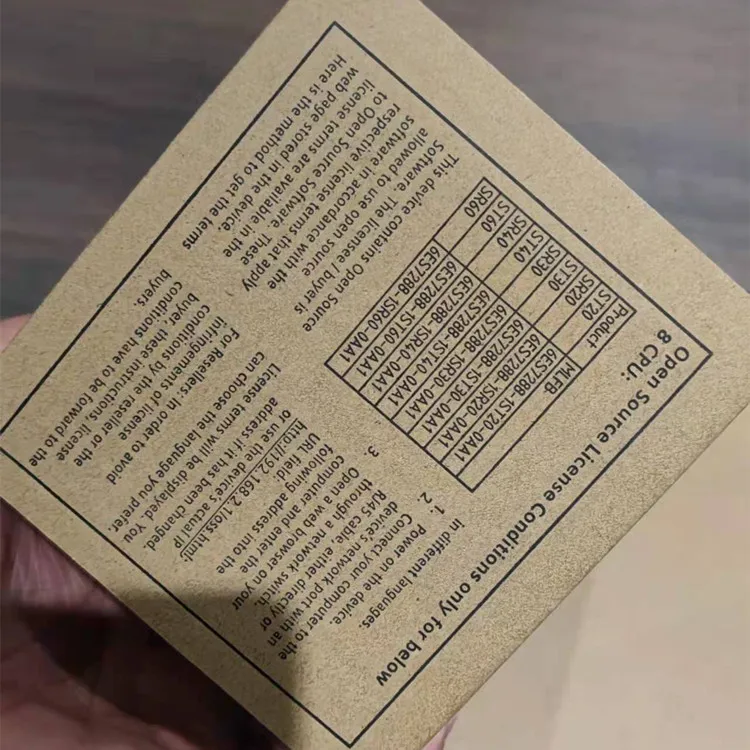 Open Source License Conditions only for below
8 CPU:
Product MLFB
ST20 6ES7288-1ST20-0AA1
SR20 6ES7288-1SR20-0AA1
ST30 6ES7288-1ST30-0AA1
SR30 6ES7288-1SR30-0AA1
ST40 6ES7288-1ST40-0AA1
SR40 6ES7288-1SR40-0AA1
ST60 6ES7288-1ST60-0AA1
SR60 6ES7288-1SR60-0AA1
This device contains Open Source
Software. The licensee / buyer is
allowed to use open source
software in accordance with the
respective license terms that apply
to Open Source Software. These
license terms are available in the
web page stored in the device.
Here is the method to get the terms
in different languages.
1. Power on the device.
2. Connect your computer to the
device's network port with an
RJ45 cable, either directly or
through a network switch.
3. Open a web browser on your
computer and enter the
following address into the
URL field:
http://192.168.2.1/oss.html;
or use the device's actual IP
address if it has been changed.
License terms will be displayed. You
can choose the language you prefer.
For Resellers: in order to avoid
infringements of license
conditions by the reseller or the
buyer, these instructions, license
conditions have to be forward to the
buyers.